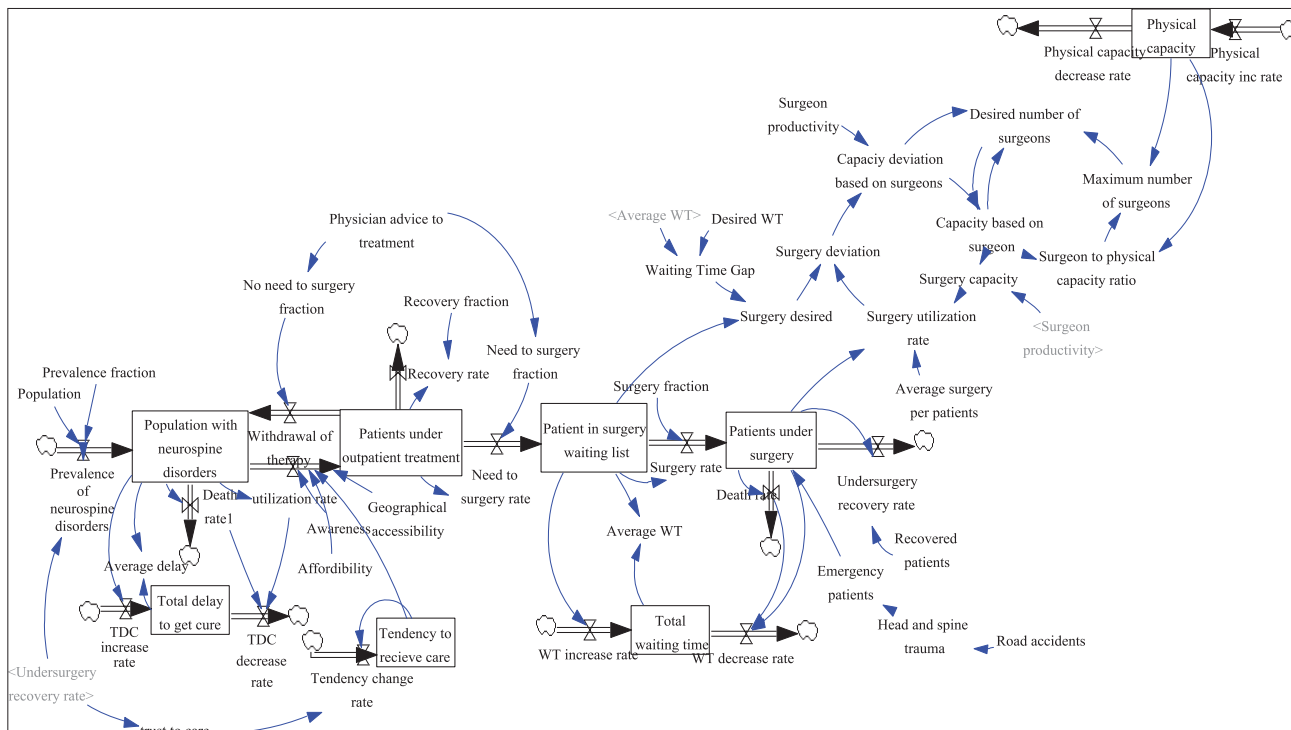 Physical
capacity
Physical capacity
decrease rate
Physical
capacity inc rate
Surgeon
productivity
Desired number of
surgeons
Capaciy deviation
based on surgeons
Maximum number
of surgeons
Physician advice to
treatment
<Average WT>
Desired WT
Capacity based on
surgeon
Surgery deviation
Surgeon to physical
capacity ratio
Waiting Time Gap
Surgery capacity
No need to surgery
fraction
Recovery fraction
Surgery desired
Surgery utilization
rate
<Surgeon
productivity>
Need to surgery
fraction
Recovery rate
Prevalence fraction
Population
Surgery fraction
Average surgery
per patients
Population with
neurospine
disorders
Withdrawal of
therapy
Patients under
outpatient treatment
Patient in surgery
waiting list
Patients under
surgery
Prevalence of
neurospine
disorders
Need to
surgery rate
Surgery rate
Death rate
Undersurgery
recovery rate
Death
rate1
utilization rate
Geographical
accessibility
Awareness
Average WT
Recovered
patients
Average delay
Affordibility
Emergency
patients
Total delay
to get cure
TDC
increase rate
TDC
decrease rate
Tendency to
recieve care
Total
waiting time
Head and spine
trauma
Road accidents
WT increase rate
WT decrease rate
<Undersurgery
recovery rate>
Tendency change
rate
trust to care